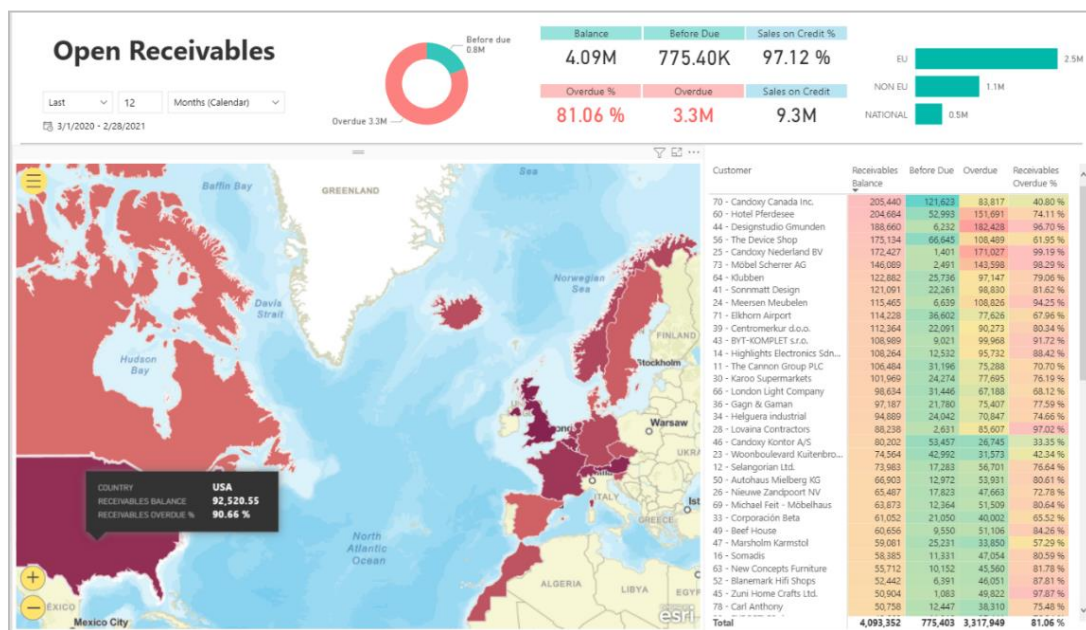 Open Receivables
Last 12 Months (Calendar)
3/1/2020 - 2/28/2021
Before due
0.8M
Overdue 3.3M
Balance Before Due Sales on Credit %
4.09M 775.40K 97.12 %
Overdue % Overdue Sales on Credit
81.06 % 3.3M 9.3M
EU 2.5M
NON EU 1.1M
NATIONAL 0.5M
Baffin Bay
GREENLAND
Sea
Norwegian
Sea
Davis
Strait
FINLAND
Stockholm
Hudson
Bay
Warsaw
UKRA
COUNTRY USA
RECEIVABLES BALANCE 92,520.55
RECEIVABLES OVERDUE % 90.66 %
ITALY
Ist
GREECE
North
Atlantic
Ocean
ALGERIA
LIBYA
EGYP
MEXICO
Mexico City
esri
Customer Receivables Before Due Overdue Receivables
Balance Overdue %
70 - Candoxy Canada Inc. 205,440 121,623 83,817 40.80 %
60 - Hotel Pferdesee 204,684 52,993 151,691 74.11 %
44 - Designstudio Gmunden 188,660 6,232 182,428 96.70 %
56 - The Device Shop 175,134 66,645 108,489 61.95 %
25 - Candoxy Nederland BV 172,427 1,401 171,027 99.19 %
73 - Möbel Scherrer AG 146,089 2,491 143,598 98.29 %
64 - Klubben 122,882 25,736 97,147 79.06 %
41 - Sonnmatt Design 121,091 22,261 98,830 81.62 %
24 - Meersen Meubelen 115,465 6,639 108,826 94.25 %
71 - Elkhorn Airport 114,228 36,602 77,626 67.96 %
39 - Centromerkur d.o.o. 112,364 22,091 90,273 80.34 %
43 - BYT-KOMPLET s.r.o. 108,989 9,021 99,968 91.72 %
14 - Highlights Electronics Sdn... 108,264 12,532 95,732 88.42 %
11 - The Cannon Group PLC 106,484 31,196 75,288 70.70 %
30 - Karoo Supermarkets 101,969 24,274 77,695 76.19 %
66 - London Light Company 98,634 31,446 67,188 68.12 %
36 - Gagn & Gaman 97,187 21,780 75,407 77.59 %
34 - Helguera industrial 94,889 24,042 70,847 74.66 %
28 - Lovaina Contractors 88,238 2,631 85,607 97.02 %
46 - Candoxy Kontor A/S 80,202 53,457 26,745 33.35 %
23 - Woonboulevard Kuitenbro... 74,564 42,992 31,573 42.34 %
12 - Selangorian Ltd. 73,983 17,283 56,701 76.64 %
50 - Autohaus Mielberg KG 66,903 12,972 53,931 80.61 %
26 - Nieuwe Zandpoort NV 65,487 17,823 47,663 72.78 %
69 - Michael Feit - Möbelhaus 63,873 12,364 51,509 80.64 %
33 - Corporación Beta 61,052 21,050 40,002 65.52 %
49 - Beef House 60,656 9,550 51,106 84.26 %
47 - Marsholm Karmstol 59,081 25,231 33,850 57.29 %
16 - Somadis 58,385 11,331 47,054 80.59 %
63 - New Concepts Furniture 55,712 10,152 45,560 81.78 %
52 - Blanemark Hifi Shops 52,442 6,391 46,051 87.81 %
45 - Zuni Home Crafts Ltd. 50,904 1,083 49,822 97.87 %
78 - Carl Anthony 50,758 12,447 38,310 75.48 %
Total 4,093,352 775,403 3,317,949 81.06 %